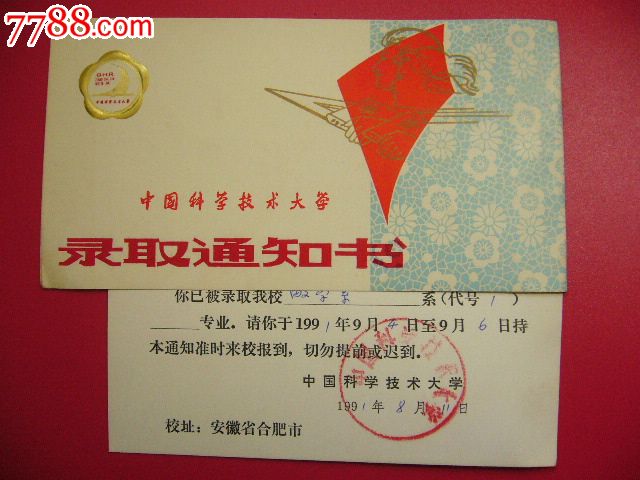 7788.com
中国科学技术大学
录取通知书
你已被录取我校 数学系 系(代号 1 )
专业。请你于1991年9月4日至9月6日持
本通知准时来校报到,切勿提前或迟到。
中国科学技术大学
1991年8月11日
校址:安徽省合肥市